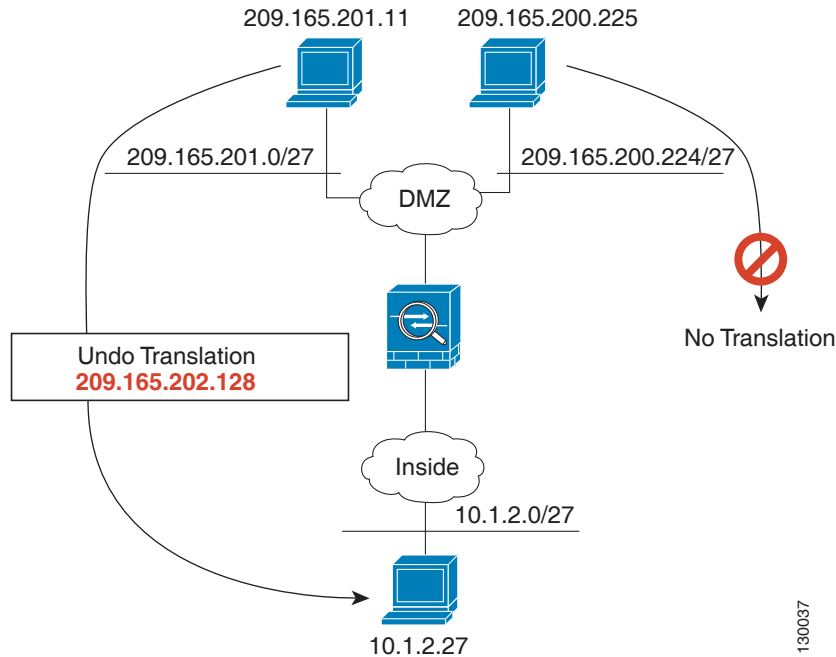 209.165.201.11
209.165.200.225
209.165.201.0/27
209.165.200.224/27
DMZ
No Translation
Undo Translation
209.165.202.128
Inside
10.1.2.0/27
10.1.2.27
130037